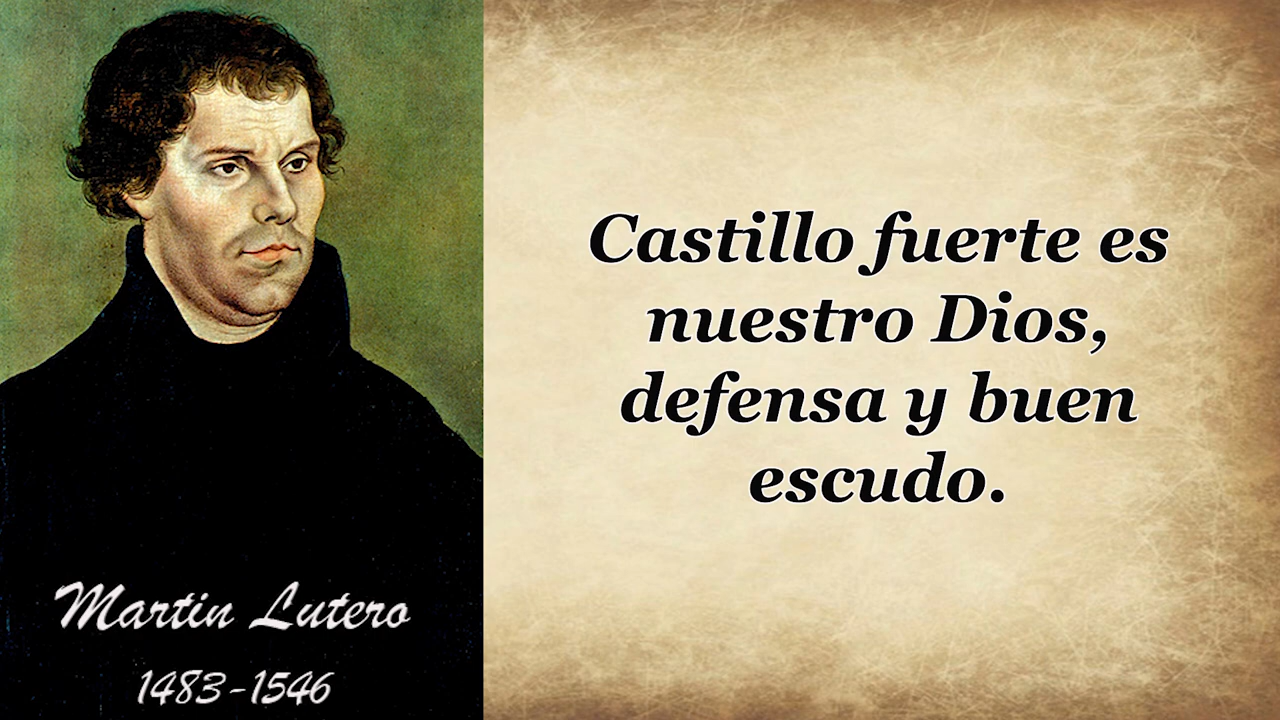 Castillo fuerte es
nuestro Dios,
defensa y buen
escudo.
Martin Lutero
1483-1546